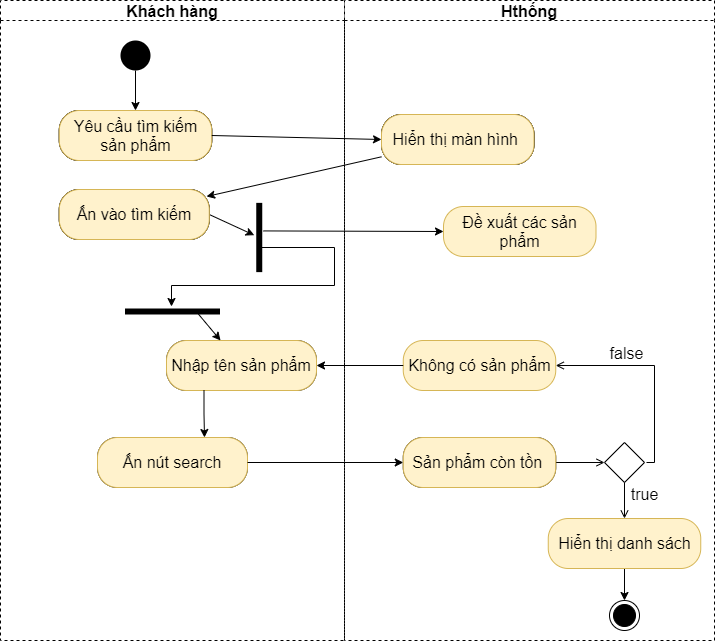 Khách hàng
Hthống
Yêu cầu tìm kiếm
sản phẩm
Hiển thị màn hình
Ấn vào tìm kiếm
Đề xuất các sản
phẩm
Nhập tên sản phẩm
Không có sản phẩm
false
Ấn nút search
Sản phẩm còn tồn
true
Hiển thị danh sách